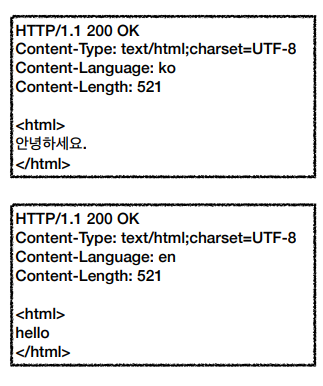 HTTP/1.1 200 OK
Content-Type: text/html;charset=UTF-8
Content-Language: ko
Content-Length: 521
<html>
안녕하세요.
</html>
HTTP/1.1 200 OK
Content-Type: text/html;charset=UTF-8
Content-Language: en
Content-Length: 521
<html>
hello
</html>